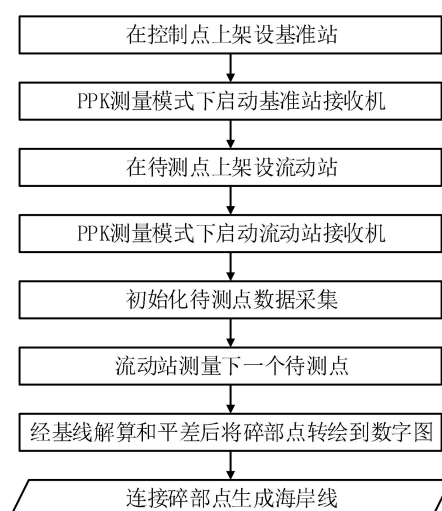 在控制点上架设基准站
PPK测量模式下启动基准站接收机
在待测点上架设流动站
PPK测量模式下启动流动站接收机
初始化待测点数据采集
流动站测量下一个待测点
经基线解算和平差后将碎部点转绘到数字图
连接碎部点生成海岸线